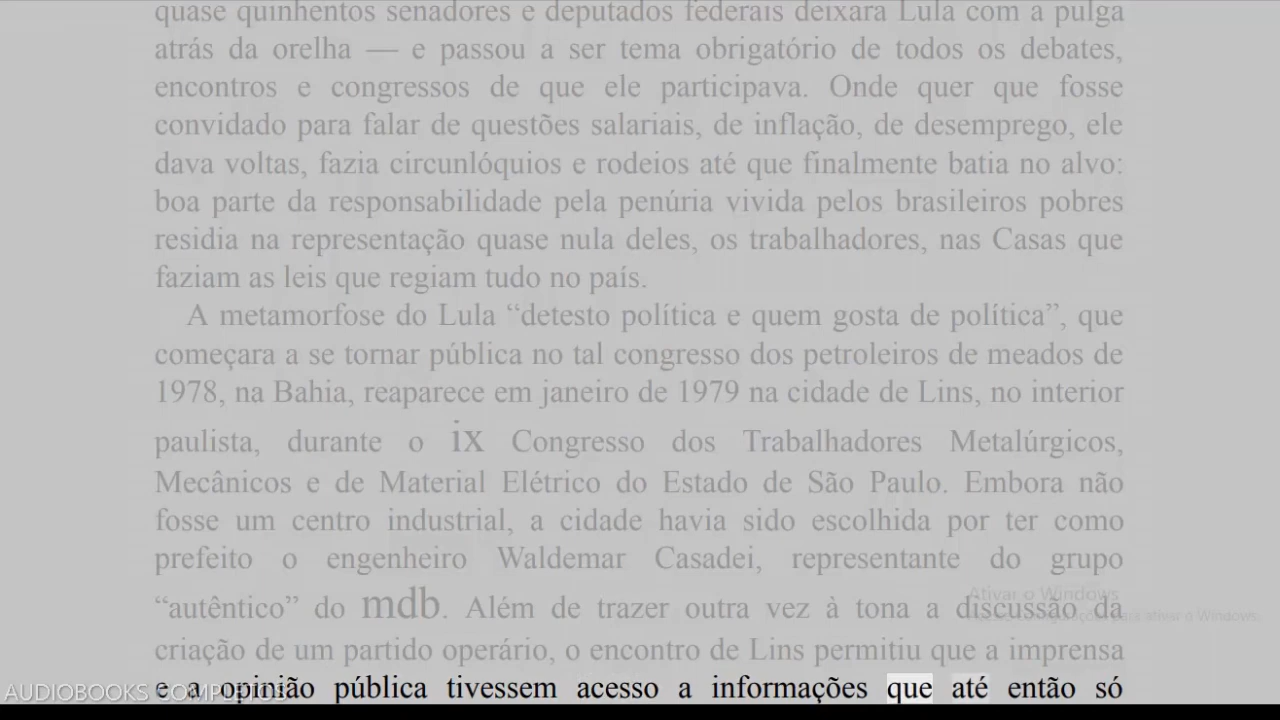 quase quinhentos senadores e deputados federais deixara Lula com a pulga
atrás da orelha — e passou a ser tema obrigatório de todos os debates,
encontros e congressos de que ele participava. Onde quer que fosse
convidado para falar de questões salariais, de inflação, de desemprego, ele
dava voltas, fazia circunlóquios e rodeios até que finalmente batia no alvo:
boa parte da responsabilidade pela penúria vivida pelos brasileiros pobres
residia na representação quase nula deles, os trabalhadores, nas Casas que
faziam as leis que regiam tudo no país.
A metamorfose do Lula “detesto política e quem gosta de política”, que
começara a se tornar pública no tal congresso dos petroleiros de meados de
1978, na Bahia, reaparece em janeiro de 1979 na cidade de Lins, no interior
paulista, durante o ix Congresso dos Trabalhadores Metalúrgicos,
Mecânicos e de Material Elétrico do Estado de São Paulo. Embora não
fosse um centro industrial, a cidade havia sido escolhida por ter como
prefeito o engenheiro Waldemar Casadei, representante do grupo
“autêntico” do mdb. Além de trazer outra vez à tona a discussão da
criação de um partido operário, o encontro de Lins permitiu que a imprensa
e a opinião pública tivessem acesso a informações que até então só
Ativar o Windows
para ativar o Windows.
AUDIOBOOKS COMPLETOS